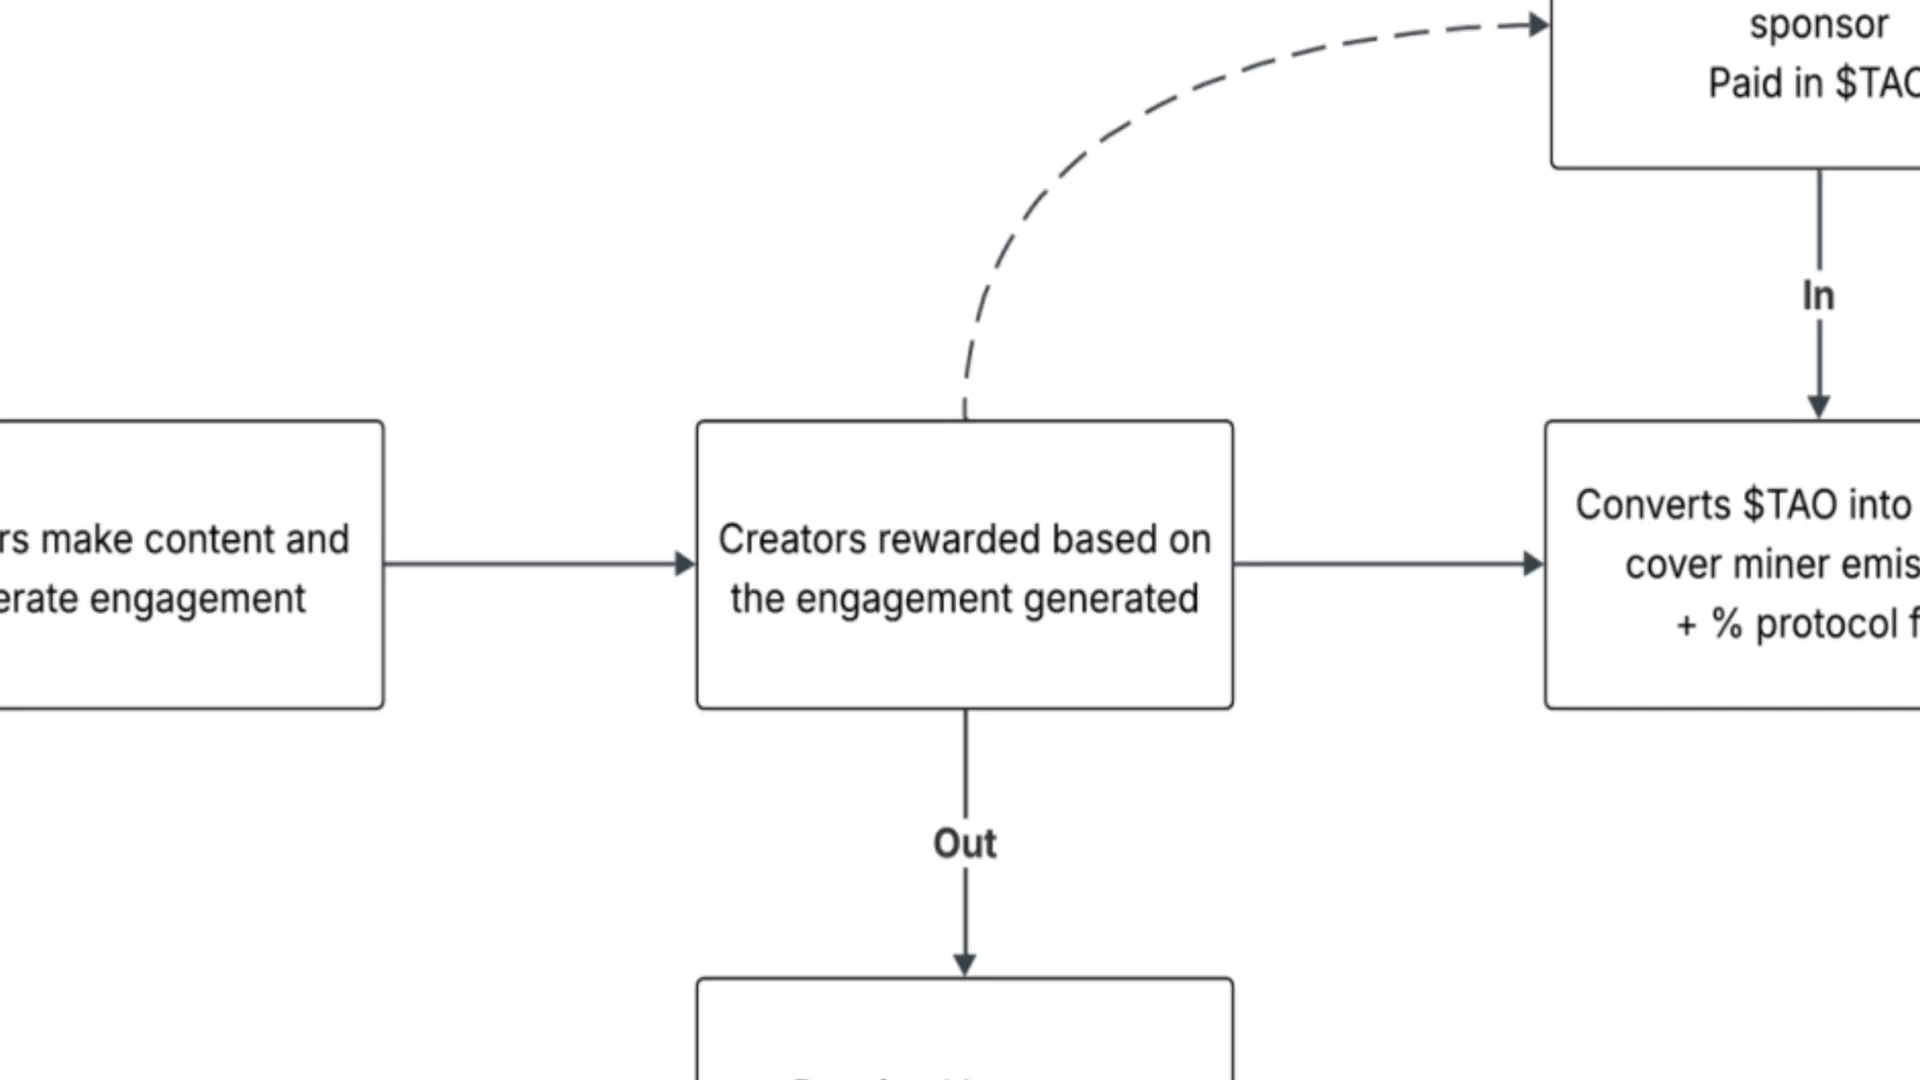 sponsor
Paid in $TAO
In
rs make content and
erate engagement
Creators rewarded based on
the engagement generated
Converts $TAO into
cover miner emis
+ % protocol f
Out